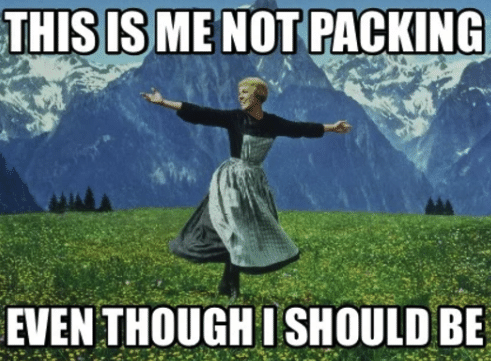 THIS IS ME NOT PACKING
EVEN THOUGH I SHOULD BE